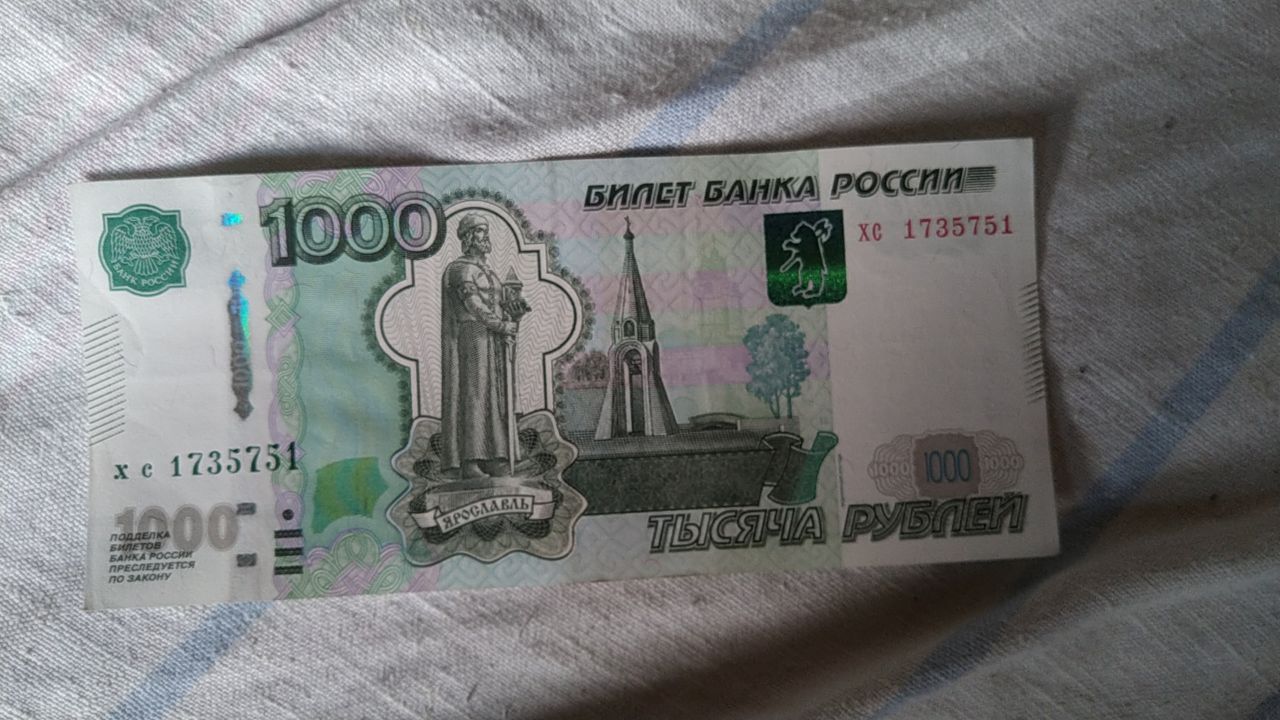 БИЛЕТ БАНКА РОССИИ
1000
хс 1735751
БАНК РОССИИ
хс 1735751
1000 1000 1000
ЯРОСЛАВЛЬ
ТЫСЯЧА РУБЛЕЙ
1000
ПОДДЕЛКА
БИЛЕТОВ
БАНКА РОССИИ
ПРЕСЛЕДУЕТСЯ
ПО ЗАКОНУ